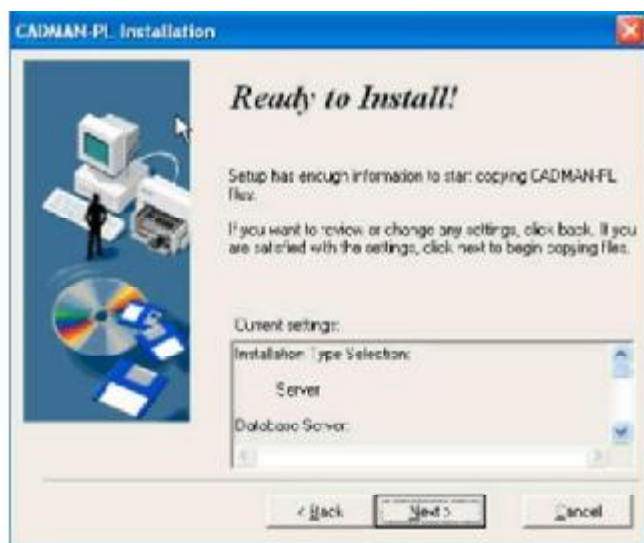 CADMAN-PL Installation
Ready to Install!
Setup has enough information to start copying CADMAN-PL
files.
If you want to review or change any settings, click back. If you
are satisfied with the settings, click next to begin copying files.
Current settings:
Installation Type Selection:
Server
Database Server:
< Back
Next >
Cancel